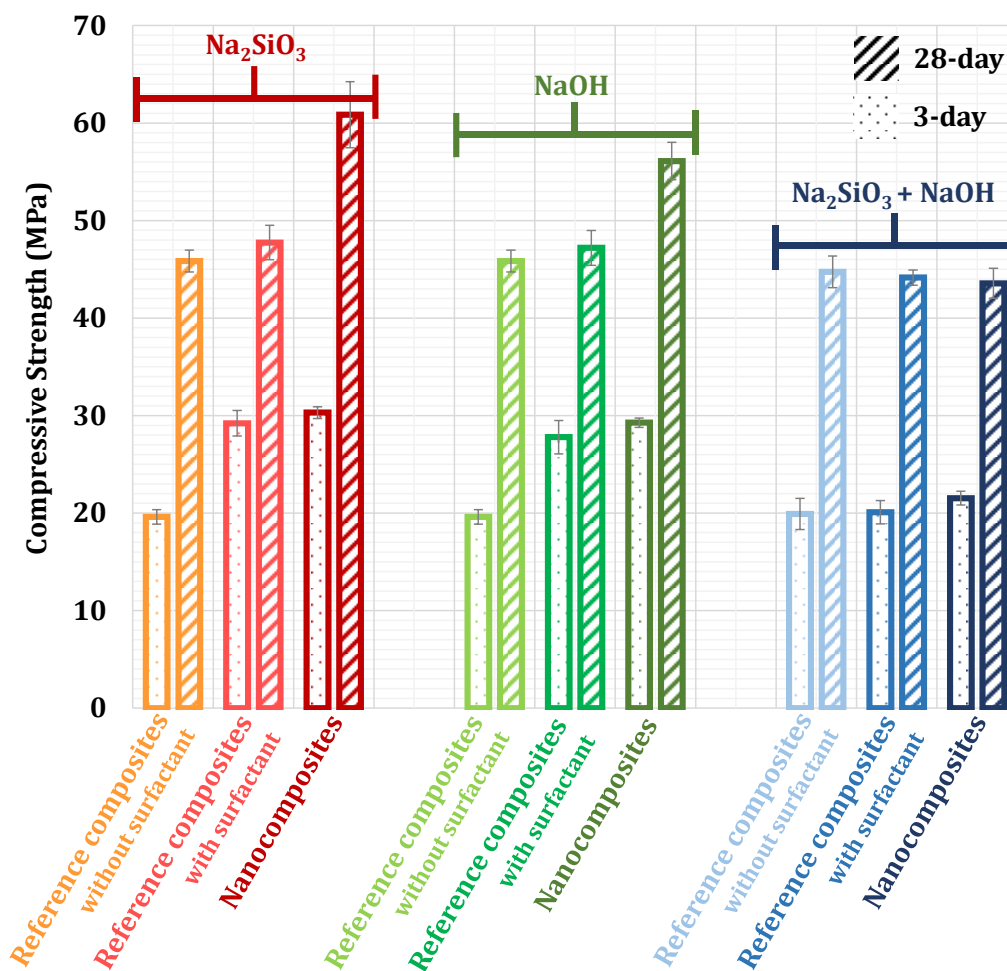 70
60
50
40
30
20
10
0
Compressive Strength (MPa)
Na₂SiO₃
NaOH
Na₂SiO₃ + NaOH
28-day
3-day
Reference composites
without surfactant
Reference composites
with surfactant
Nanocomposites
Reference composites
without surfactant
Reference composites
with surfactant
Nanocomposites
Reference composites
without surfactant
Reference composites
with surfactant
Nanocomposites